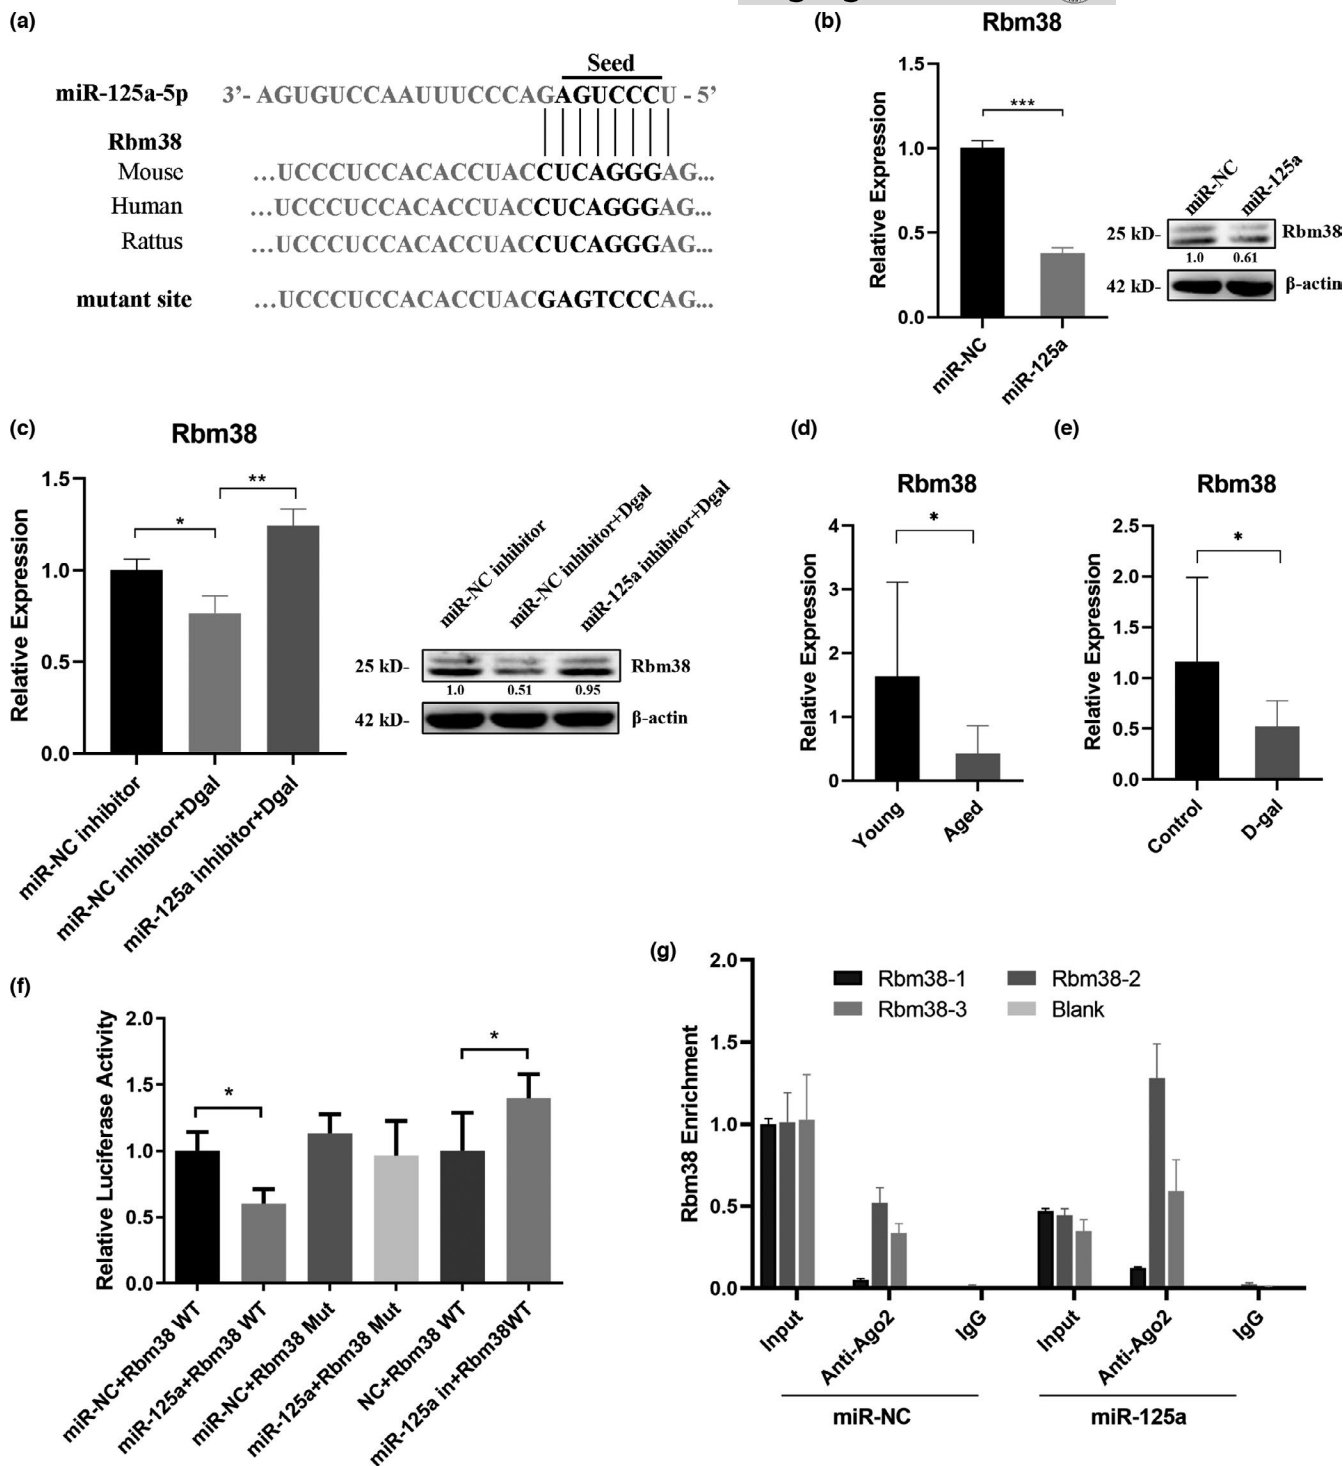 (a)
Seed
miR-125a-5p 3’- AGUGUCCAAUUUCCCAGAGUCCCU - 5’
Rbm38
Mouse ...UCCCUCCACACCUACCUCAGGGAG...
Human ...UCCCUCCACACCUACCUCAGGGAG...
Rattus ...UCCCUCCACACCUACCUCAGGGAG...
mutant site ...UCCCUCCACACCUACGAGTCCCAG...
(b)
Rbm38
Relative Expression
1.5
1.0
0.5
0.0
***
miR-NC
miR-125a
miR-NC
miR-125a
25 kD-
Rbm38
1.0 0.61
42 kD-
β-actin
(c)
Rbm38
Relative Expression
1.5
1.0
0.5
0.0
*
**
miR-NC inhibitor
miR-NC inhibitor+Dgal
miR-125a inhibitor+Dgal
miR-NC inhibitor
miR-NC inhibitor+Dgal
miR-125a inhibitor+Dgal
25 kD-
Rbm38
1.0 0.51 0.95
42 kD-
β-actin
(d)
Rbm38
Relative Expression
4
3
2
1
0
*
Young
Aged
(e)
Rbm38
Relative Expression
2.5
2.0
1.5
1.0
0.5
0.0
*
Control
D-gal
(f)
Relative Luciferase Activity
2.0
1.5
1.0
0.5
0.0
*
*
miR-NC+Rbm38 WT
miR-125a+Rbm38 WT
miR-NC+Rbm38 Mut
miR-125a+Rbm38 Mut
NC+Rbm38 WT
miR-125a in+Rbm38WT
(g)
Rbm38 Enrichment
2.0
1.5
1.0
0.5
0.0
Rbm38-1 Rbm38-2
Rbm38-3 Blank
Input
Anti-Ago2
IgG
Input
Anti-Ago2
IgG
miR-NC
miR-125a